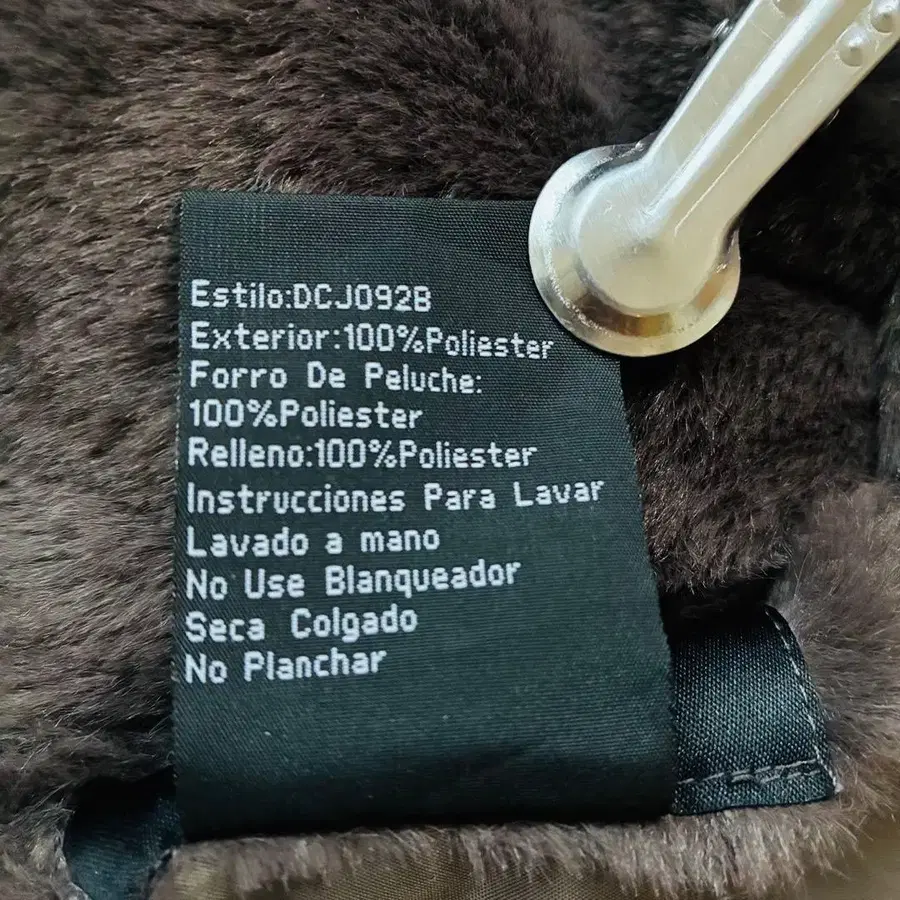 Estilo:DCJ092B
Exterior:100%Poliester
Forro De Peluche:
100%Poliester
Relleno:100%Poliester
Instrucciones Para Lavar
Lavado a mano
No Use Blanqueador
Seca Colgado
No Planchar